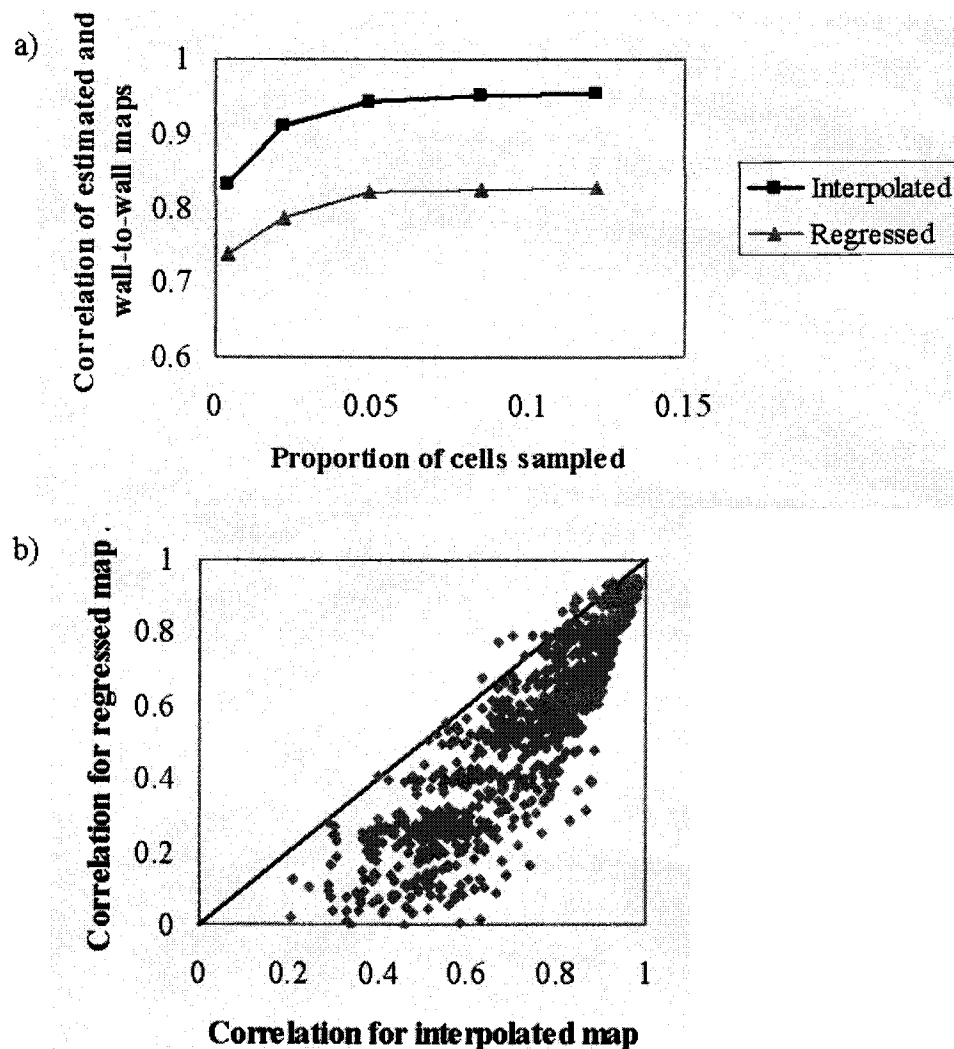 a)
Correlation of estimated and
wall-to-wall maps
1
0.9
0.8
0.7
0.6
0
0.05
0.1
0.15
Proportion of cells sampled
Interpolated
Regressed
b)
Correlation for regressed map
1
0.8
0.6
0.4
0.2
0
0
0.2
0.4
0.6
0.8
1
Correlation for interpolated map